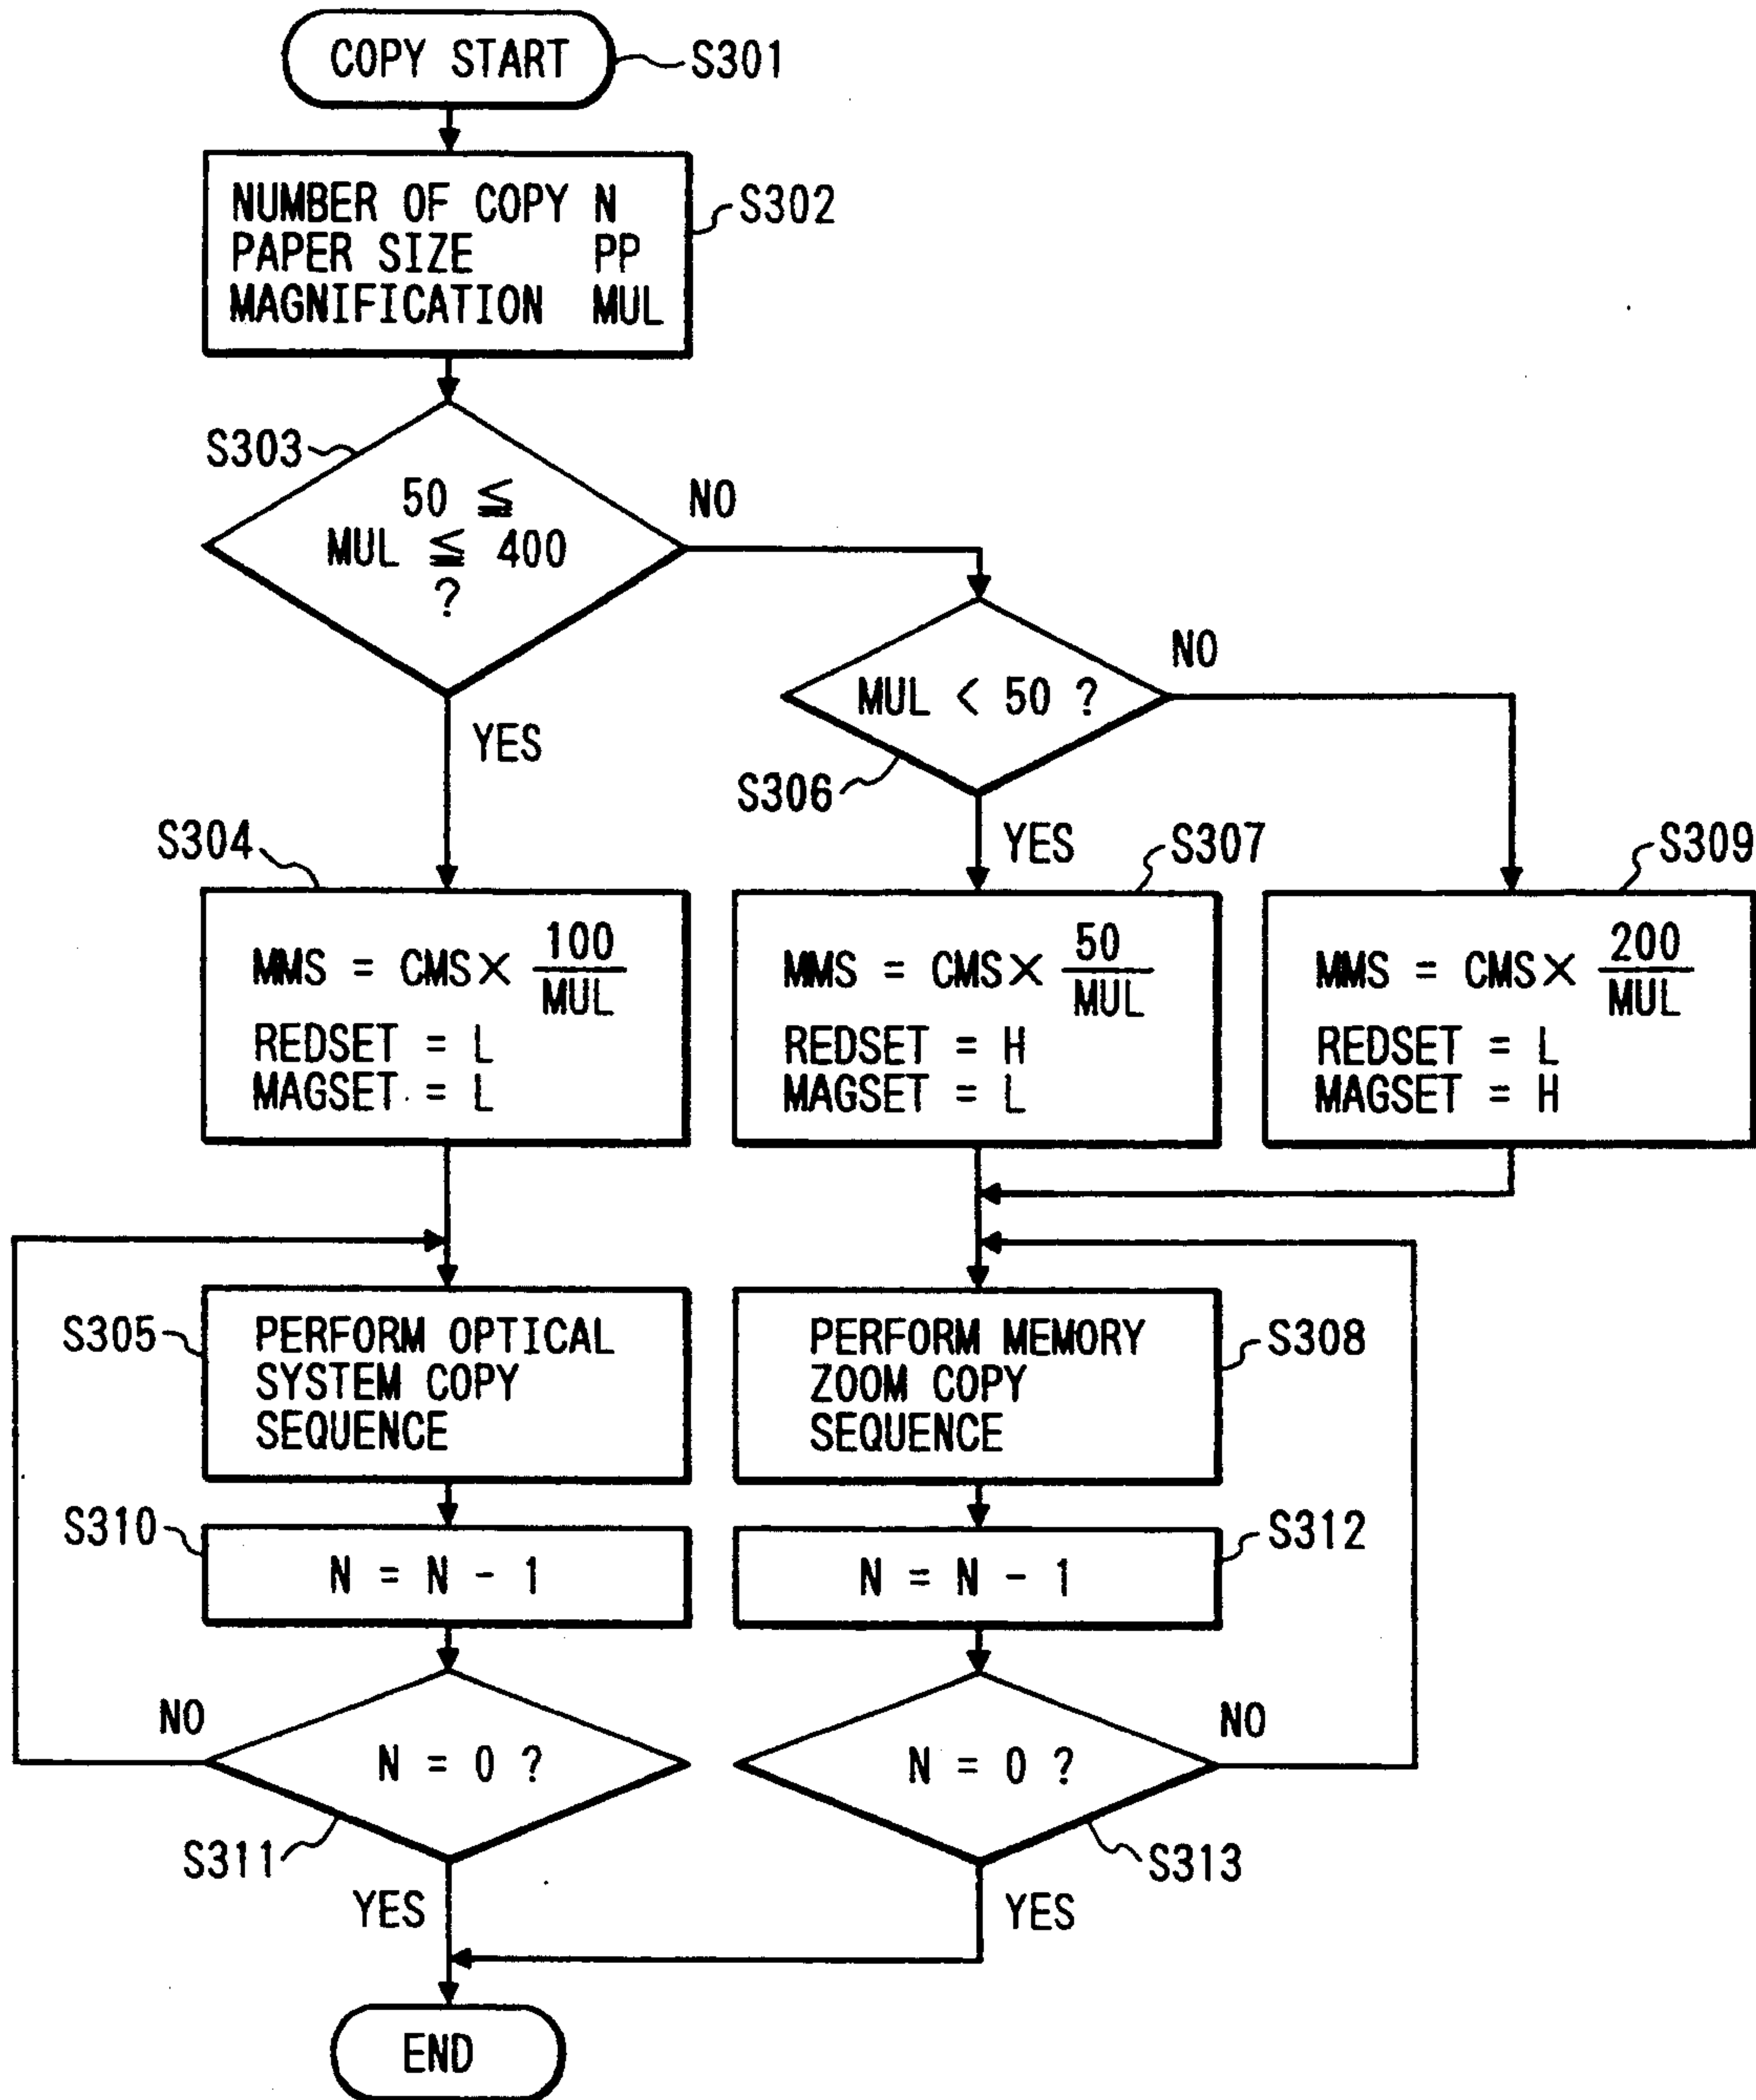 COPY START
S301
NUMBER OF COPY N
PAPER SIZE PP
MAGNIFICATION MUL
S302
S303
50 ≦
MUL ≦ 400
?
NO
YES
MUL < 50 ?
NO
S306
YES
S304
MMS = CMS× 100/MUL
REDSET = L
MAGSET = L
S307
MMS = CMS× 50/MUL
REDSET = H
MAGSET = L
S309
MMS = CMS× 200/MUL
REDSET = L
MAGSET = H
S305
PERFORM OPTICAL
SYSTEM COPY
SEQUENCE
PERFORM MEMORY
ZOOM COPY
SEQUENCE
S308
S310
N = N - 1
N = N - 1
S312
NO
N = 0 ?
S311
YES
N = 0 ?
NO
S313
YES
END